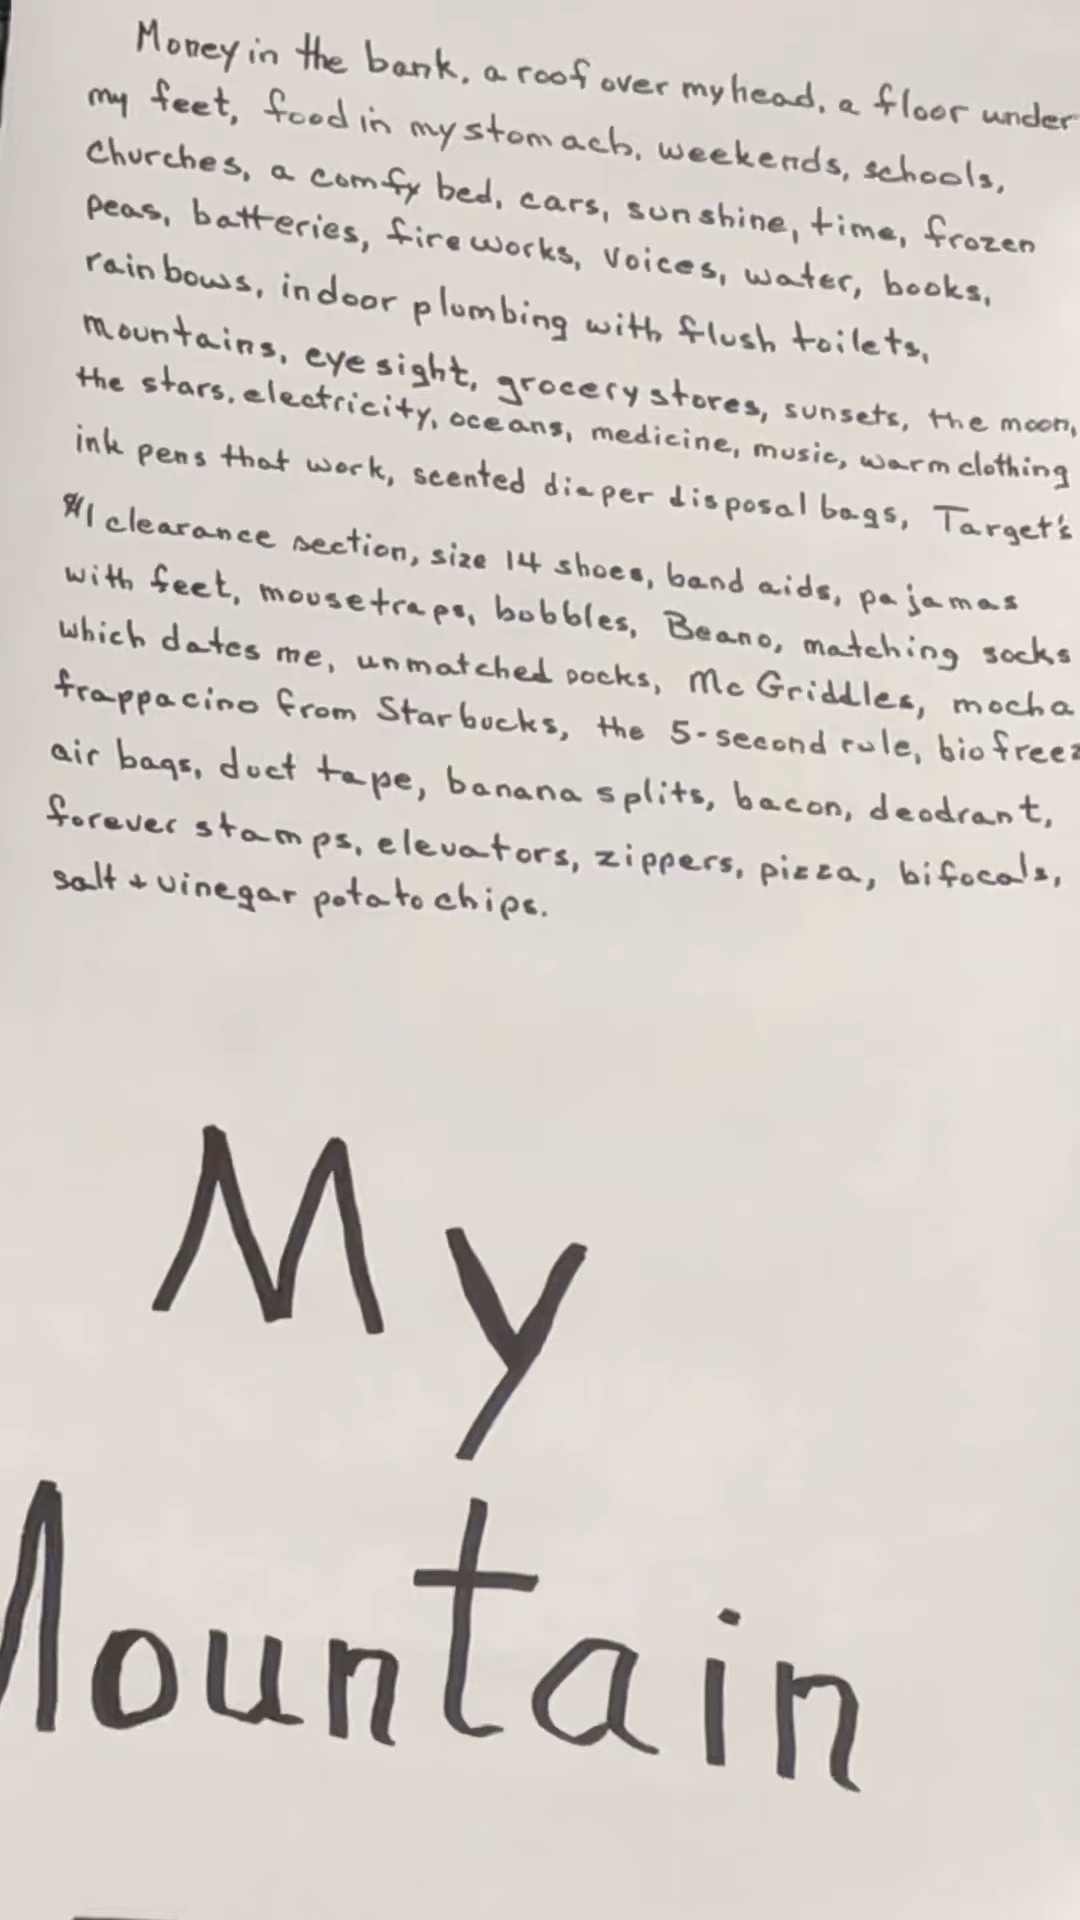 Money in the bank, a roof over my head, a floor under
my feet, food in my stomach, weekends, schools,
churches, a comfy bed, cars, sunshine, time, frozen
peas, batteries, fireworks, voices, water, books,
rainbows, indoor plumbing with flush toilets,
mountains, eye sight, grocery stores, sunsets, the moon,
the stars, electricity, oceans, medicine, music, warm clothing
ink pens that work, scented diaper disposal bags, Target's
$1 clearance section, size 14 shoes, band aids, pajamas
with feet, mousetraps, bobbles, Beano, matching socks
which dates me, unmatched socks, McGriddles, mocha
frappacino from Starbucks, the 5-second rule, biofreez
air bags, duct tape, banana splits, bacon, deodrant,
forever stamps, elevators, zippers, pizza, bifocals,
salt + vinegar potato chips.
My
Mountain